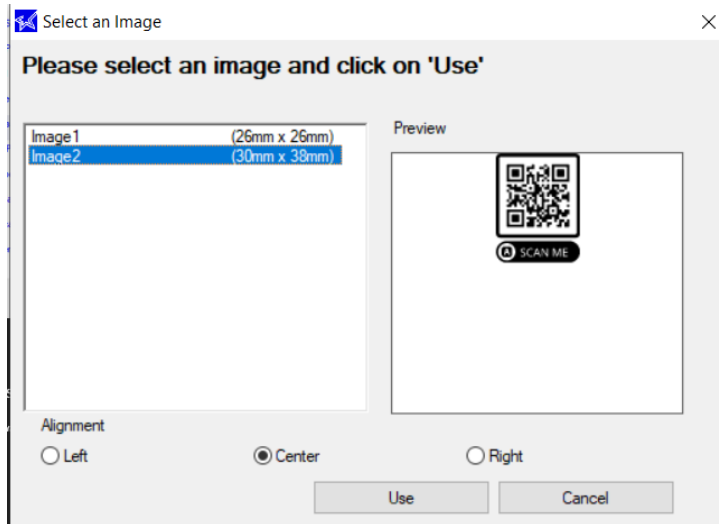 Select an Image
Please select an image and click on 'Use'
Image1 (26mm x 26mm)
Image2 (30mm x 38mm)
Preview
SCAN ME
Alignment
Left
Center
Right
Use
Cancel